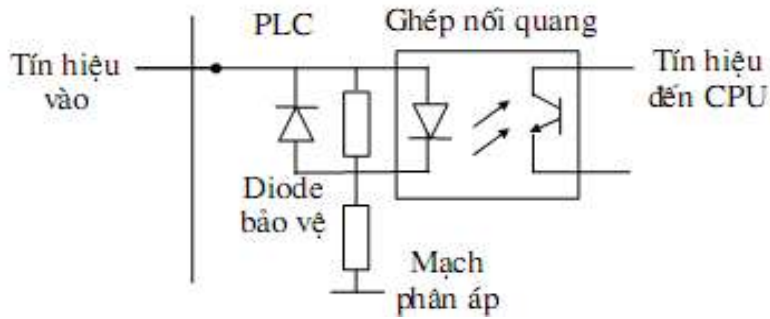 PLC
Ghép nối quang
Tín hiệu
vào
Tín hiệu
đến CPU
Diode
bảo vệ
Mạch
phân áp